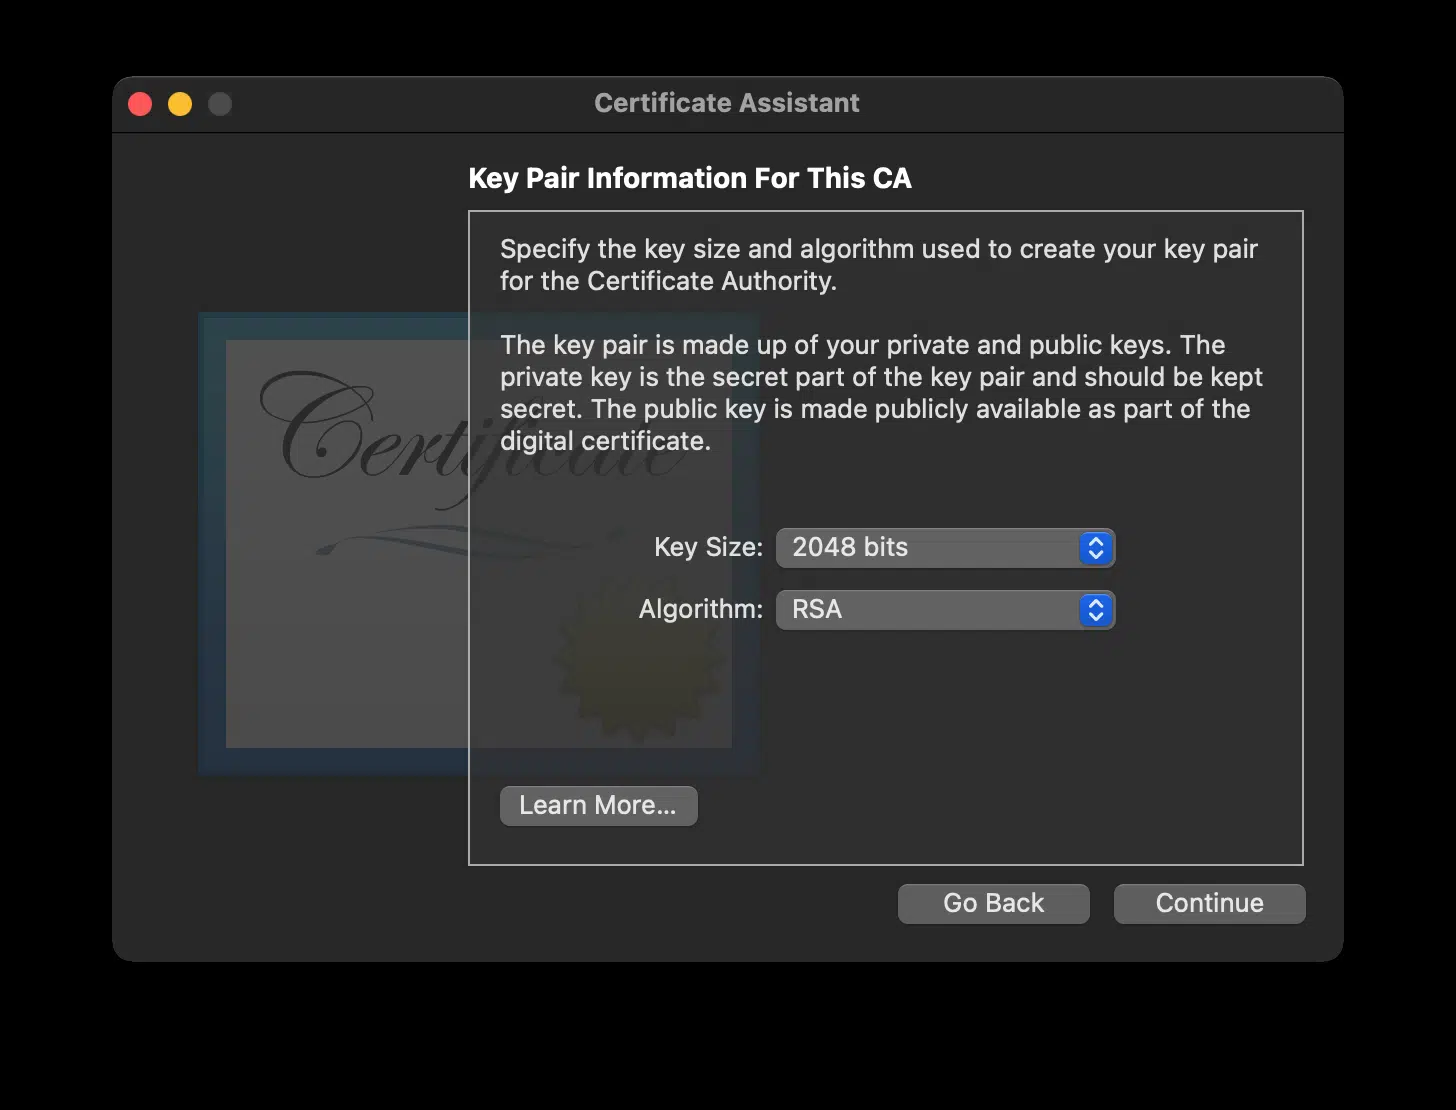 Certificate Assistant
Key Pair Information For This CA
Specify the key size and algorithm used to create your key pair
for the Certificate Authority.
The key pair is made up of your private and public keys. The
private key is the secret part of the key pair and should be kept
secret. The public key is made publicly available as part of the
digital certificate.
Certificate
Key Size: 2048 bits
Algorithm: RSA
Learn More...
Go Back Continue